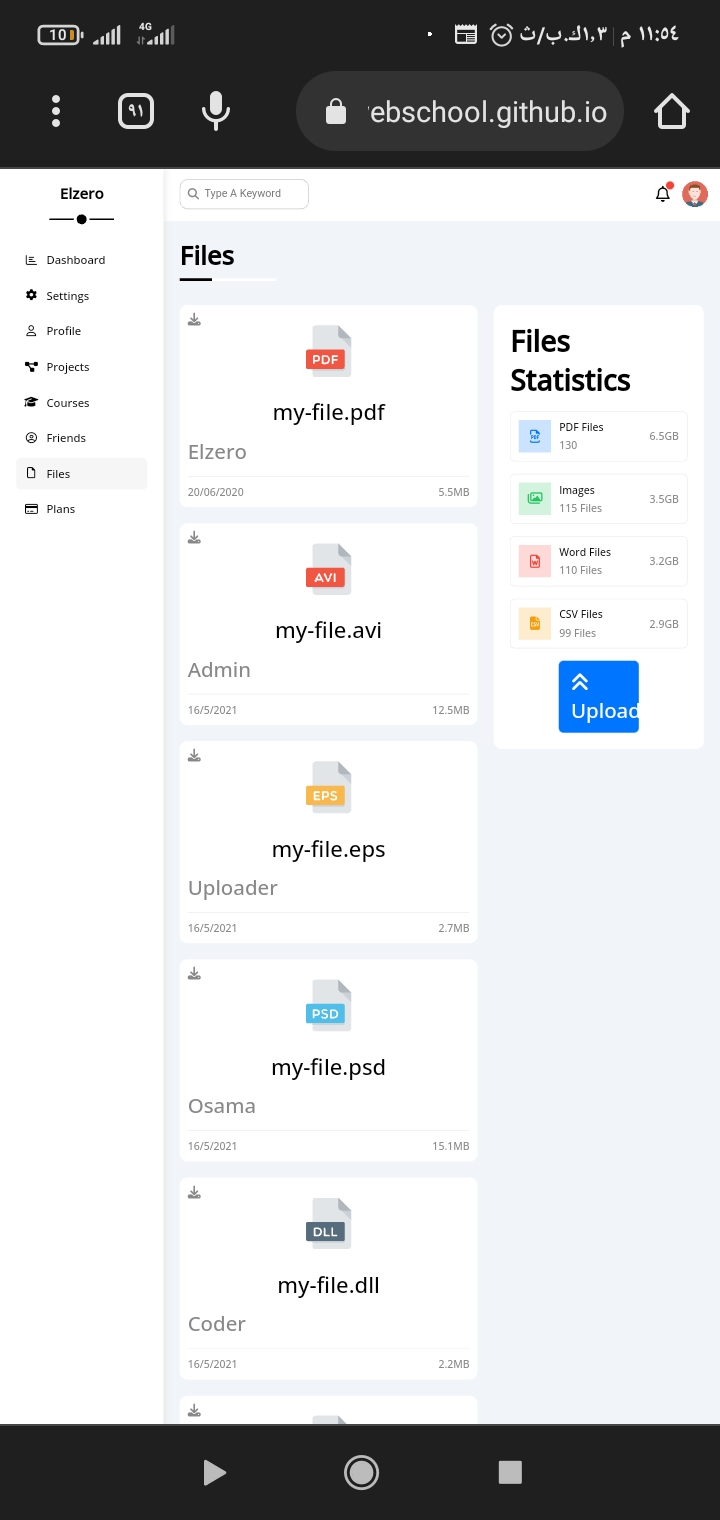 10
4G
١١:٥٤ م | ١,٣ك.ب/ث
٩١
ebschool.github.io
Elzero
Type A Keyword
Dashboard
Settings
Profile
Projects
Courses
Friends
Files
Plans
Files
PDF
my-file.pdf
Elzero
20/06/2020 5.5MB
AVI
my-file.avi
Admin
16/5/2021 12.5MB
EPS
my-file.eps
Uploader
16/5/2021 2.7MB
PSD
my-file.psd
Osama
16/5/2021 15.1MB
DLL
my-file.dll
Coder
16/5/2021 2.2MB
Files
Statistics
PDF Files
130
6.5GB
Images
115 Files
3.5GB
Word Files
110 Files
3.2GB
CSV Files
99 Files
2.9GB
Upload